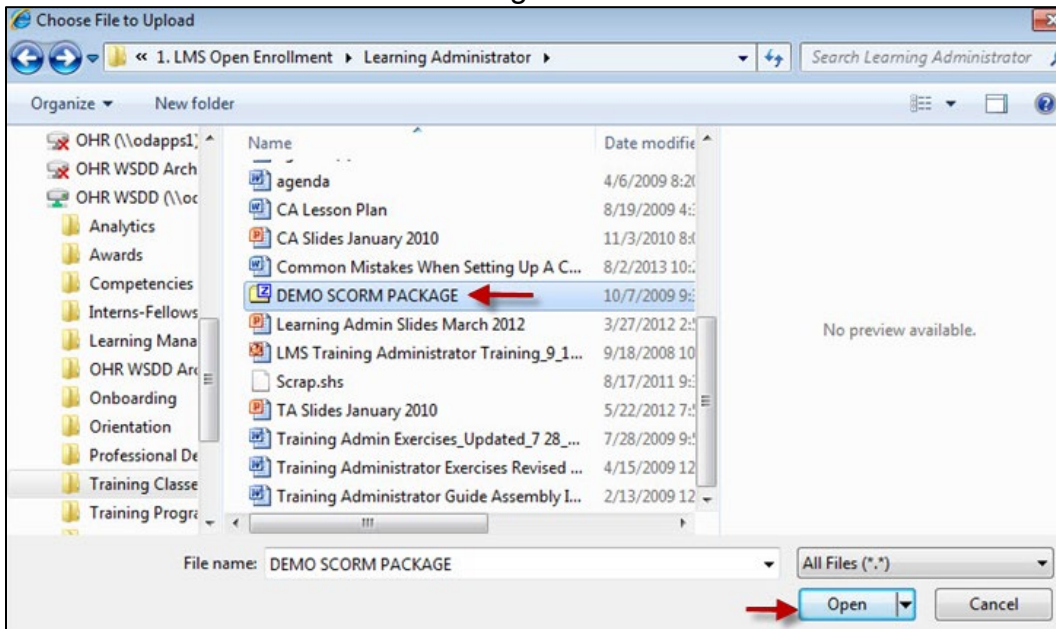 Choose File to Upload
« 1. LMS Open Enrollment ▸ Learning Administrator ▸
Search Learning Administrator
Organize
New folder
OHR (\\odapps1)
OHR WSDD Arch
OHR WSDD (\\oc
Analytics
Awards
Competencies
Interns-Fellows
Learning Mana
OHR WSDD Arc
Onboarding
Orientation
Professional De
Training Classe
Training Progra
Name Date modifie
agenda 4/6/2009 8:20
CA Lesson Plan 8/19/2009 4:
CA Slides January 2010 11/3/2010 8:
Common Mistakes When Setting Up A C... 8/2/2013 10:
DEMO SCORM PACKAGE 10/7/2009 9:
Learning Admin Slides March 2012 3/27/2012 2:
LMS Training Administrator Training_9_1... 9/18/2008 10
Scrap.shs 8/17/2011 9:
TA Slides January 2010 5/22/2012 7:
Training Admin Exercises_Updated_7 28_... 7/28/2009 9:
Training Administrator Exercises Revised ... 4/15/2009 12
Training Administrator Guide Assembly I... 2/13/2009 12
No preview available.
File name: DEMO SCORM PACKAGE
All Files (*.*)
Open
Cancel